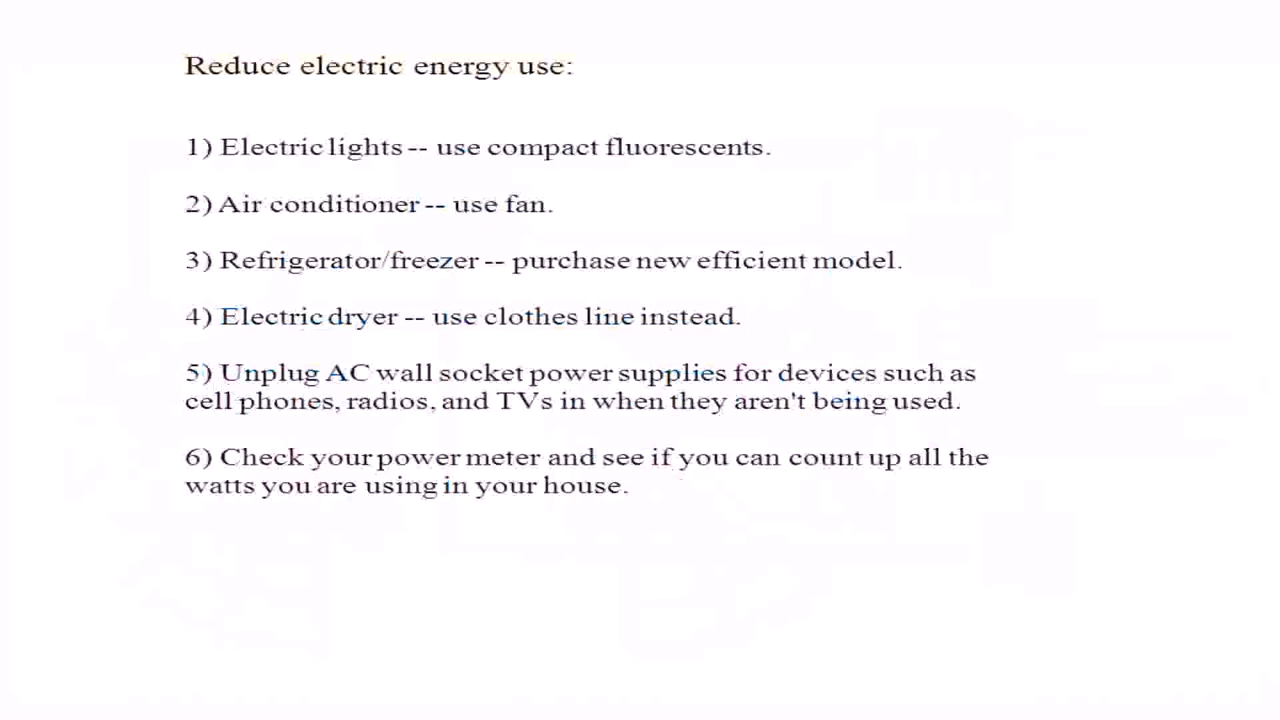 Reduce electric energy use:
1) Electric lights -- use compact fluorescents.
2) Air conditioner -- use fan.
3) Refrigerator/freezer -- purchase new efficient model.
4) Electric dryer -- use clothes line instead.
5) Unplug AC wall socket power supplies for devices such as
cell phones, radios, and TVs in when they aren't being used.
6) Check your power meter and see if you can count up all the
watts you are using in your house.